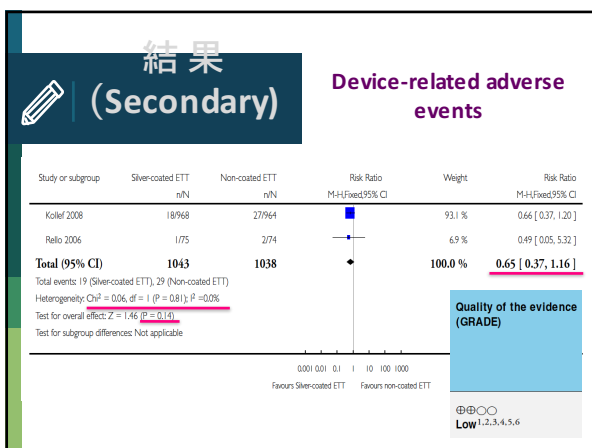 結 果
(Secondary)
Device-related adverse
events
Study or subgroup Silver-coated ETT Non-coated ETT Risk Ratio Weight Risk Ratio
n/N n/N M-H,Fixed,95% CI M-H,Fixed,95% CI
Kollef 2008 18/968 27/964 93.1 % 0.66 [ 0.37, 1.20 ]
Rello 2006 1/75 2/74 6.9 % 0.49 [ 0.05, 5.32 ]
Total (95% CI) 1043 1038 100.0 % 0.65 [ 0.37, 1.16 ]
Total events: 19 (Silver-coated ETT), 29 (Non-coated ETT)
Heterogeneity: Chi² = 0.06, df = 1 (P = 0.81); I² =0.0%
Test for overall effect: Z = 1.46 (P = 0.14)
Test for subgroup differences: Not applicable
0.001 0.01 0.1 1 10 100 1000
Favours Silver-coated ETT Favours non-coated ETT
Quality of the evidence
(GRADE)
⊕⊕○○
Low1,2,3,4,5,6